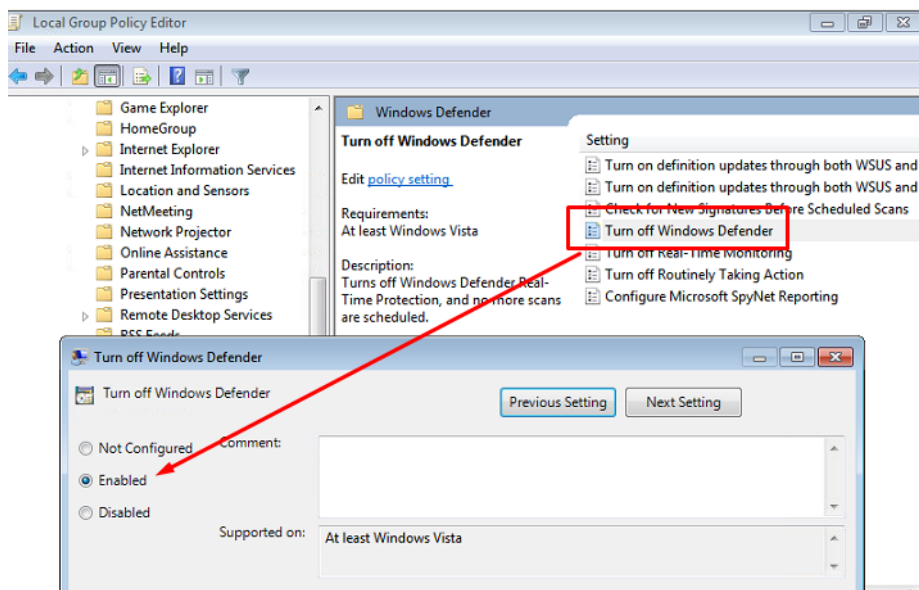 Local Group Policy Editor
File Action View Help
Game Explorer
HomeGroup
Internet Explorer
Internet Information Services
Location and Sensors
NetMeeting
Network Projector
Online Assistance
Parental Controls
Presentation Settings
Remote Desktop Services
RSS Feeds
Windows Defender
Turn off Windows Defender
Edit policy setting
Requirements:
At least Windows Vista
Description:
Turns off Windows Defender Real-
Time Protection, and no more scans
are scheduled.
Setting
Turn on definition updates through both WSUS and
Turn on definition updates through both WSUS and
Check for New Signatures Before Scheduled Scans
Turn off Windows Defender
Turn off Real-Time Monitoring
Turn off Routinely Taking Action
Configure Microsoft SpyNet Reporting
Turn off Windows Defender
Turn off Windows Defender
Previous Setting
Next Setting
Not Configured
Comment:
Enabled
Disabled
Supported on:
At least Windows Vista